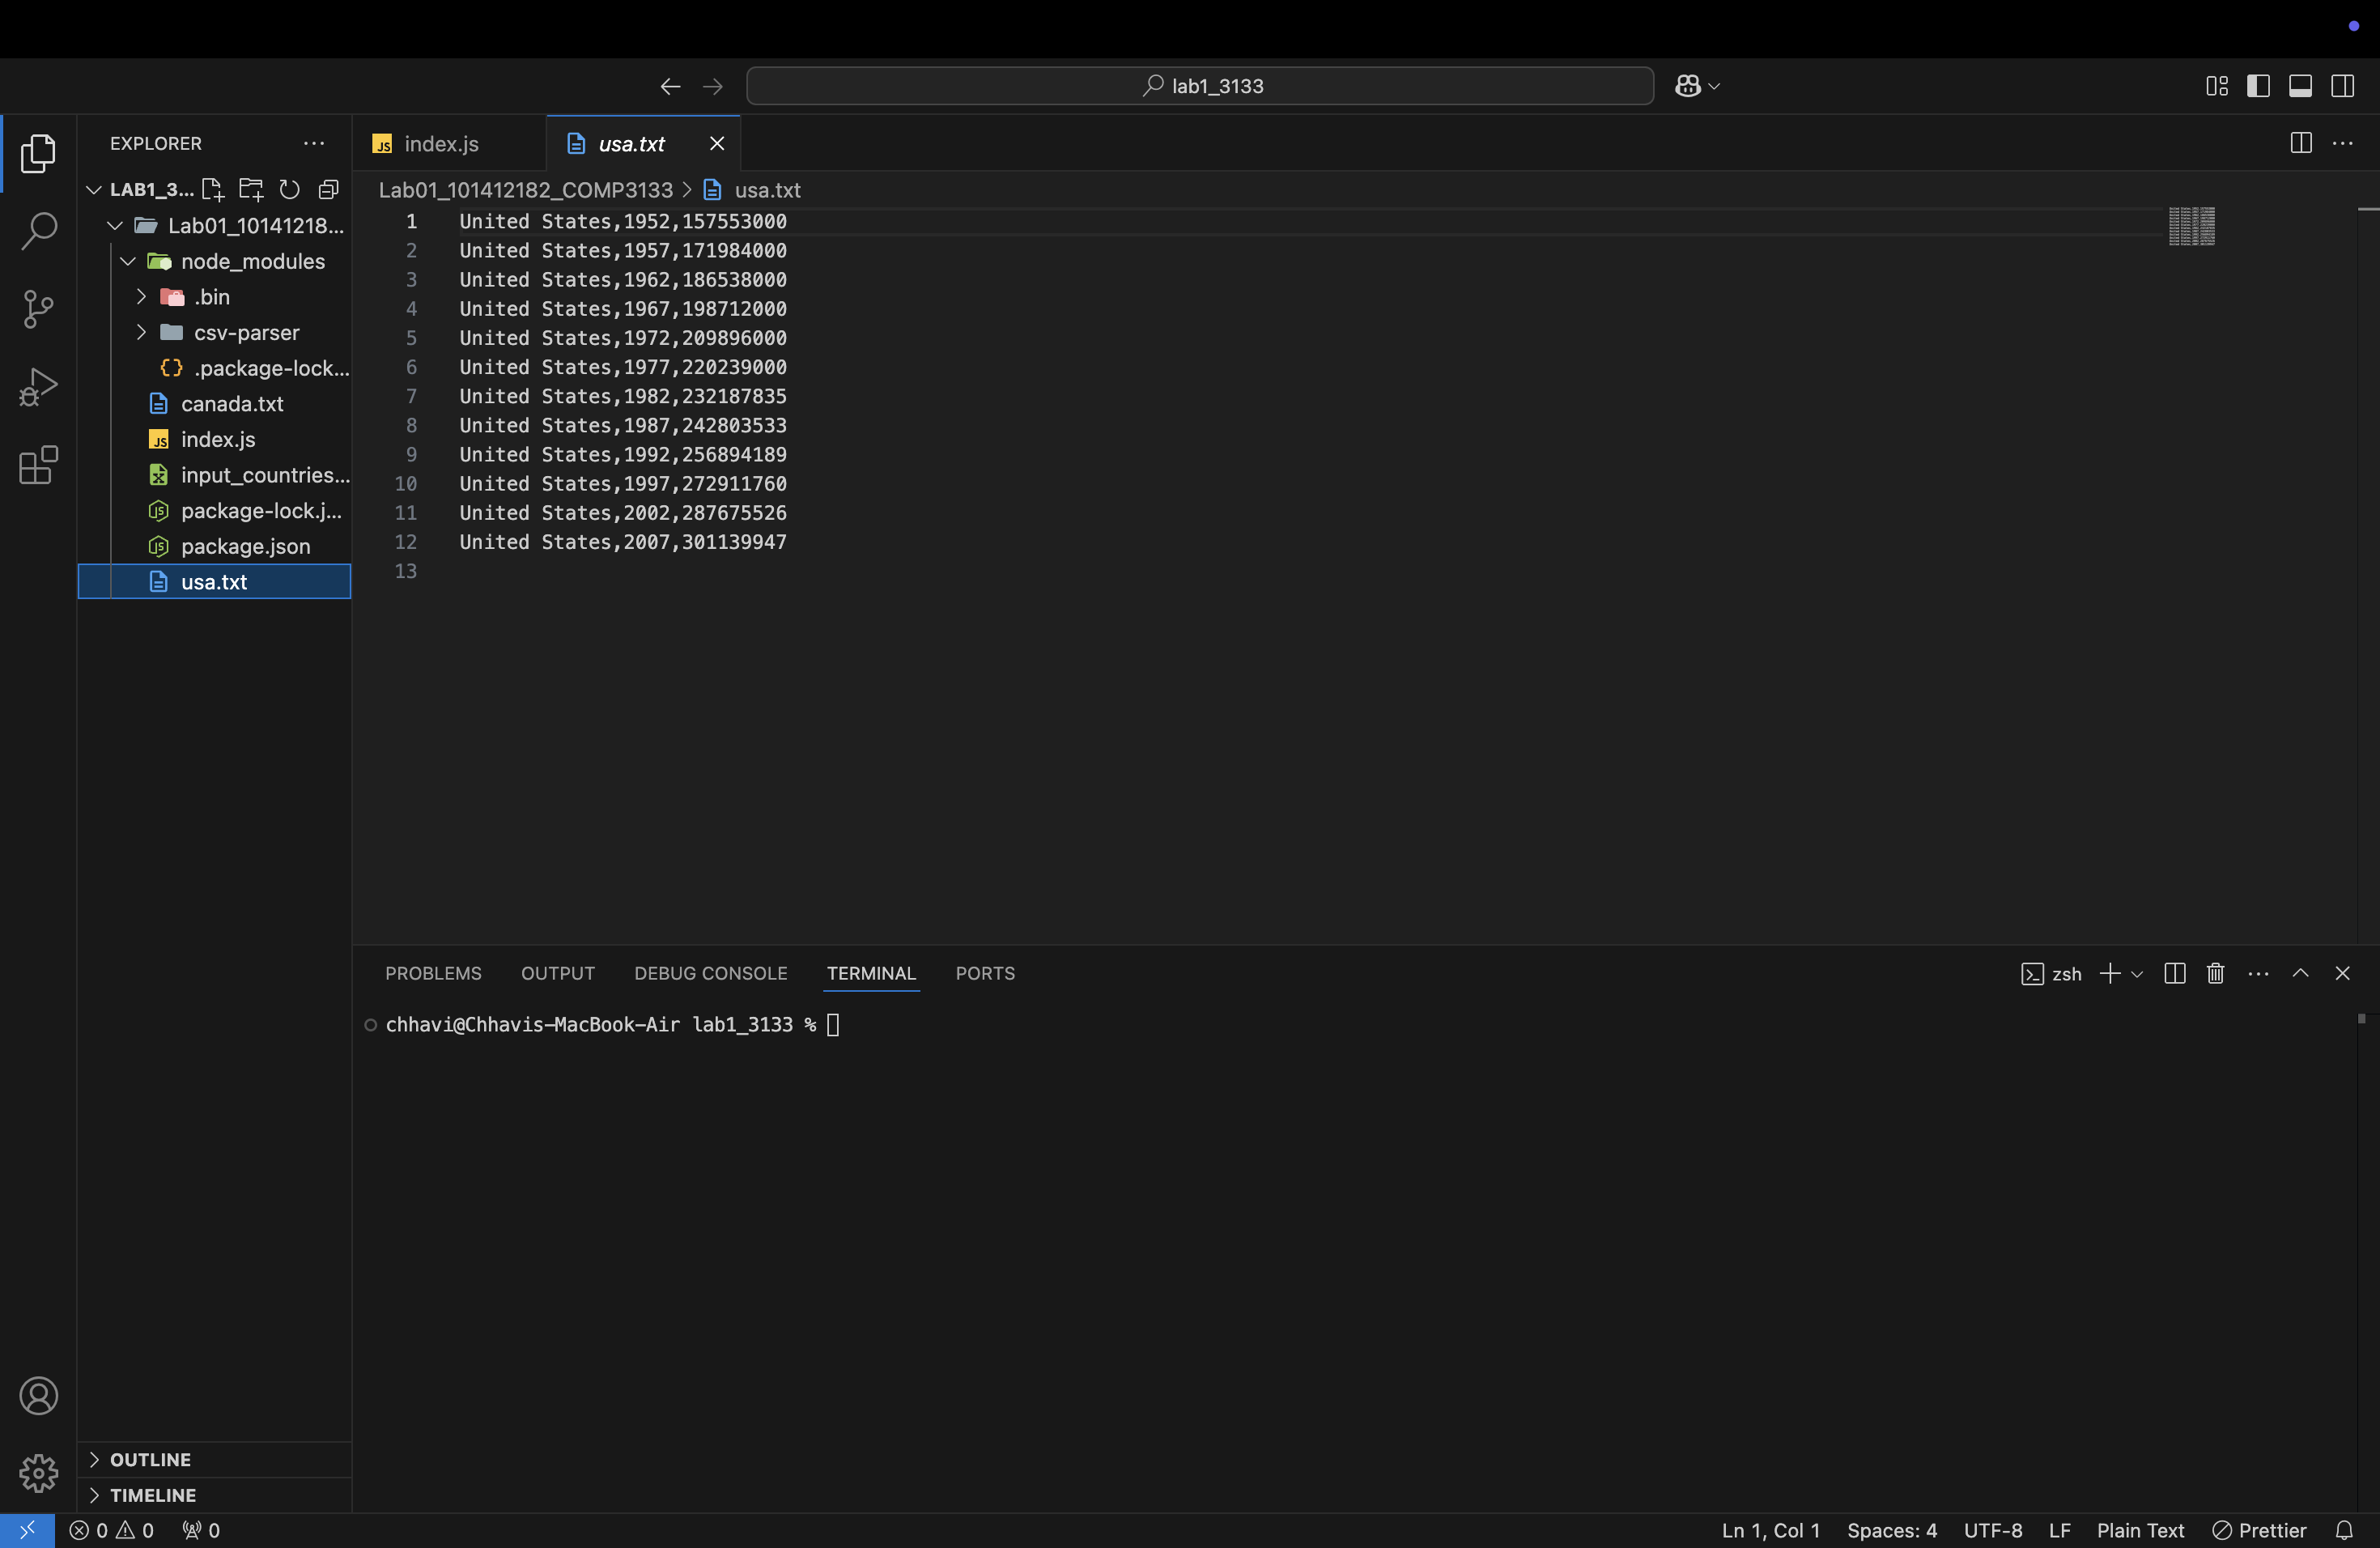 lab1_3133
EXPLORER
LAB1_3...
Lab01_10141218...
node_modules
.bin
csv-parser
.package-lock...
canada.txt
index.js
input_countries...
package-lock.j...
package.json
usa.txt
OUTLINE
TIMELINE
index.js
usa.txt
Lab01_101412182_COMP3133 > usa.txt
1 United States,1952,157553000
2 United States,1957,171984000
3 United States,1962,186538000
4 United States,1967,198712000
5 United States,1972,209896000
6 United States,1977,220239000
7 United States,1982,232187835
8 United States,1987,242803533
9 United States,1992,256894189
10 United States,1997,272911760
11 United States,2002,287675526
12 United States,2007,301139947
13
PROBLEMS OUTPUT DEBUG CONSOLE TERMINAL PORTS
zsh
chhavi@Chhavis-MacBook-Air lab1_3133 %
0 0 0
Ln 1, Col 1 Spaces: 4 UTF-8 LF Plain Text Prettier